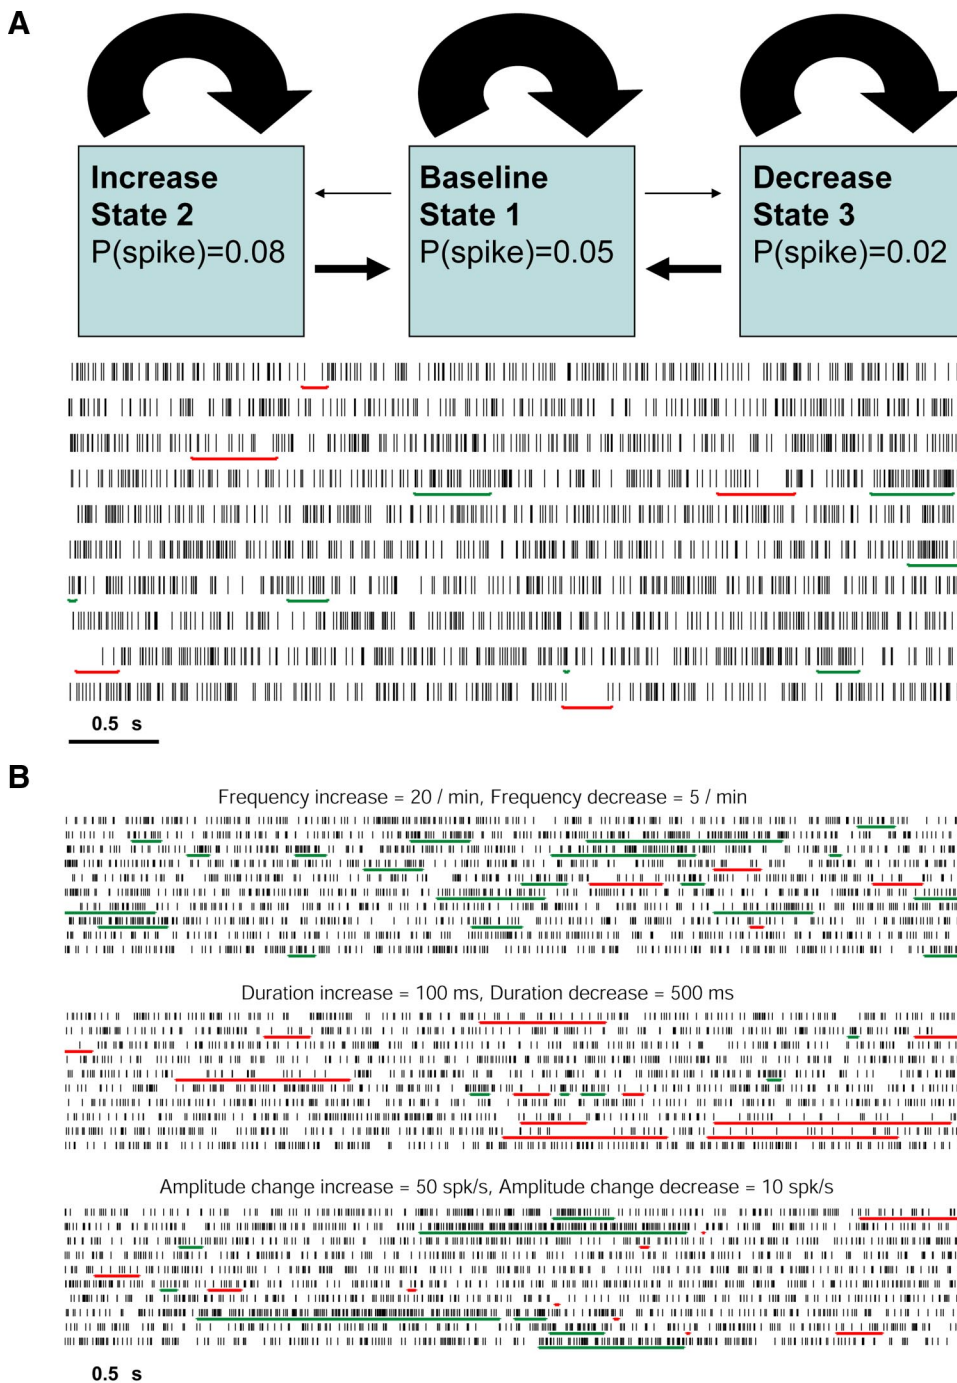 A
Increase
State 2
P(spike)=0.08
Baseline
State 1
P(spike)=0.05
Decrease
State 3
P(spike)=0.02
0.5 s
B
Frequency increase = 20 / min, Frequency decrease = 5 / min
Duration increase = 100 ms, Duration decrease = 500 ms
Amplitude change increase = 50 spk/s, Amplitude change decrease = 10 spk/s
0.5 s